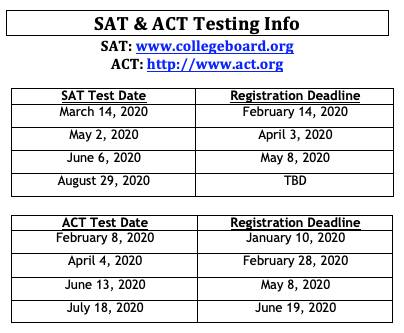 SAT & ACT Testing Info
SAT: www.collegeboard.org
ACT: http://www.act.org
SAT Test Date Registration Deadline
March 14, 2020 February 14, 2020
May 2, 2020 April 3, 2020
June 6, 2020 May 8, 2020
August 29, 2020 TBD
ACT Test Date Registration Deadline
February 8, 2020 January 10, 2020
April 4, 2020 February 28, 2020
June 13, 2020 May 8, 2020
July 18, 2020 June 19, 2020